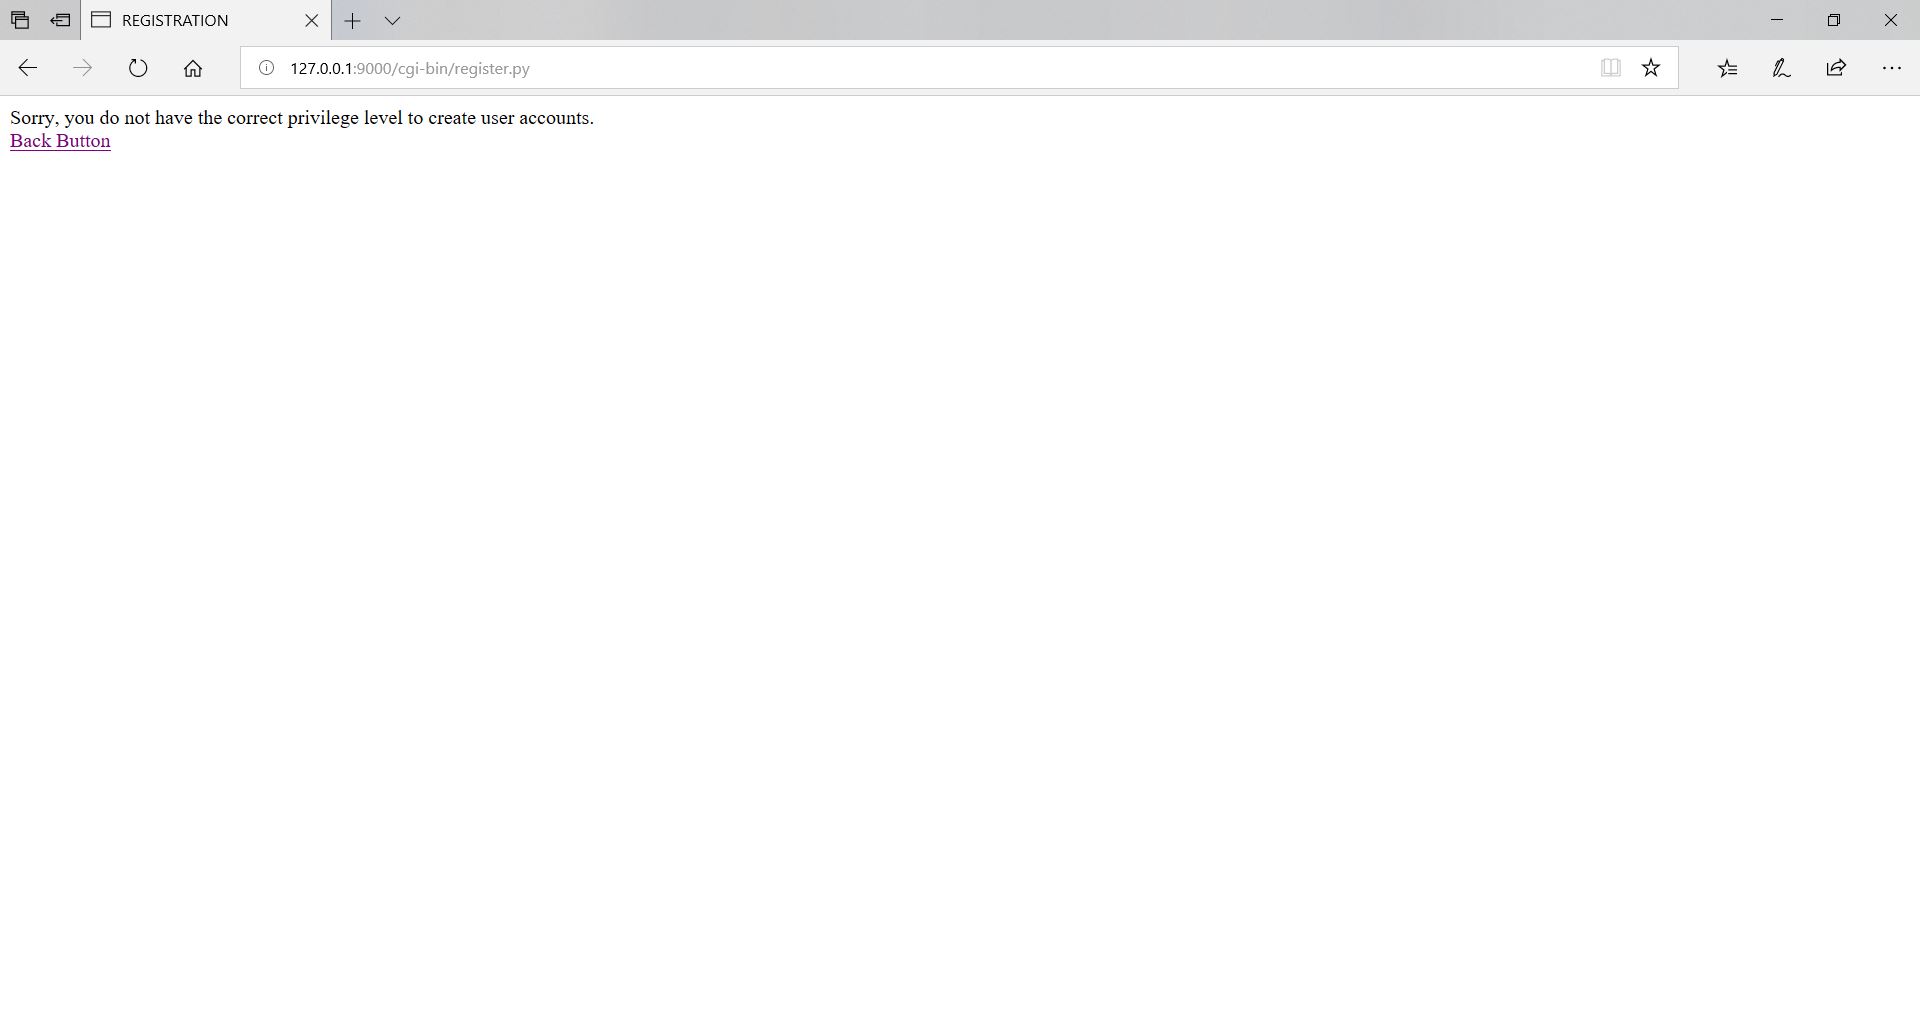 REGISTRATION
127.0.0.1:9000/cgi-bin/register.py
Sorry, you do not have the correct privilege level to create user accounts.
Back Button